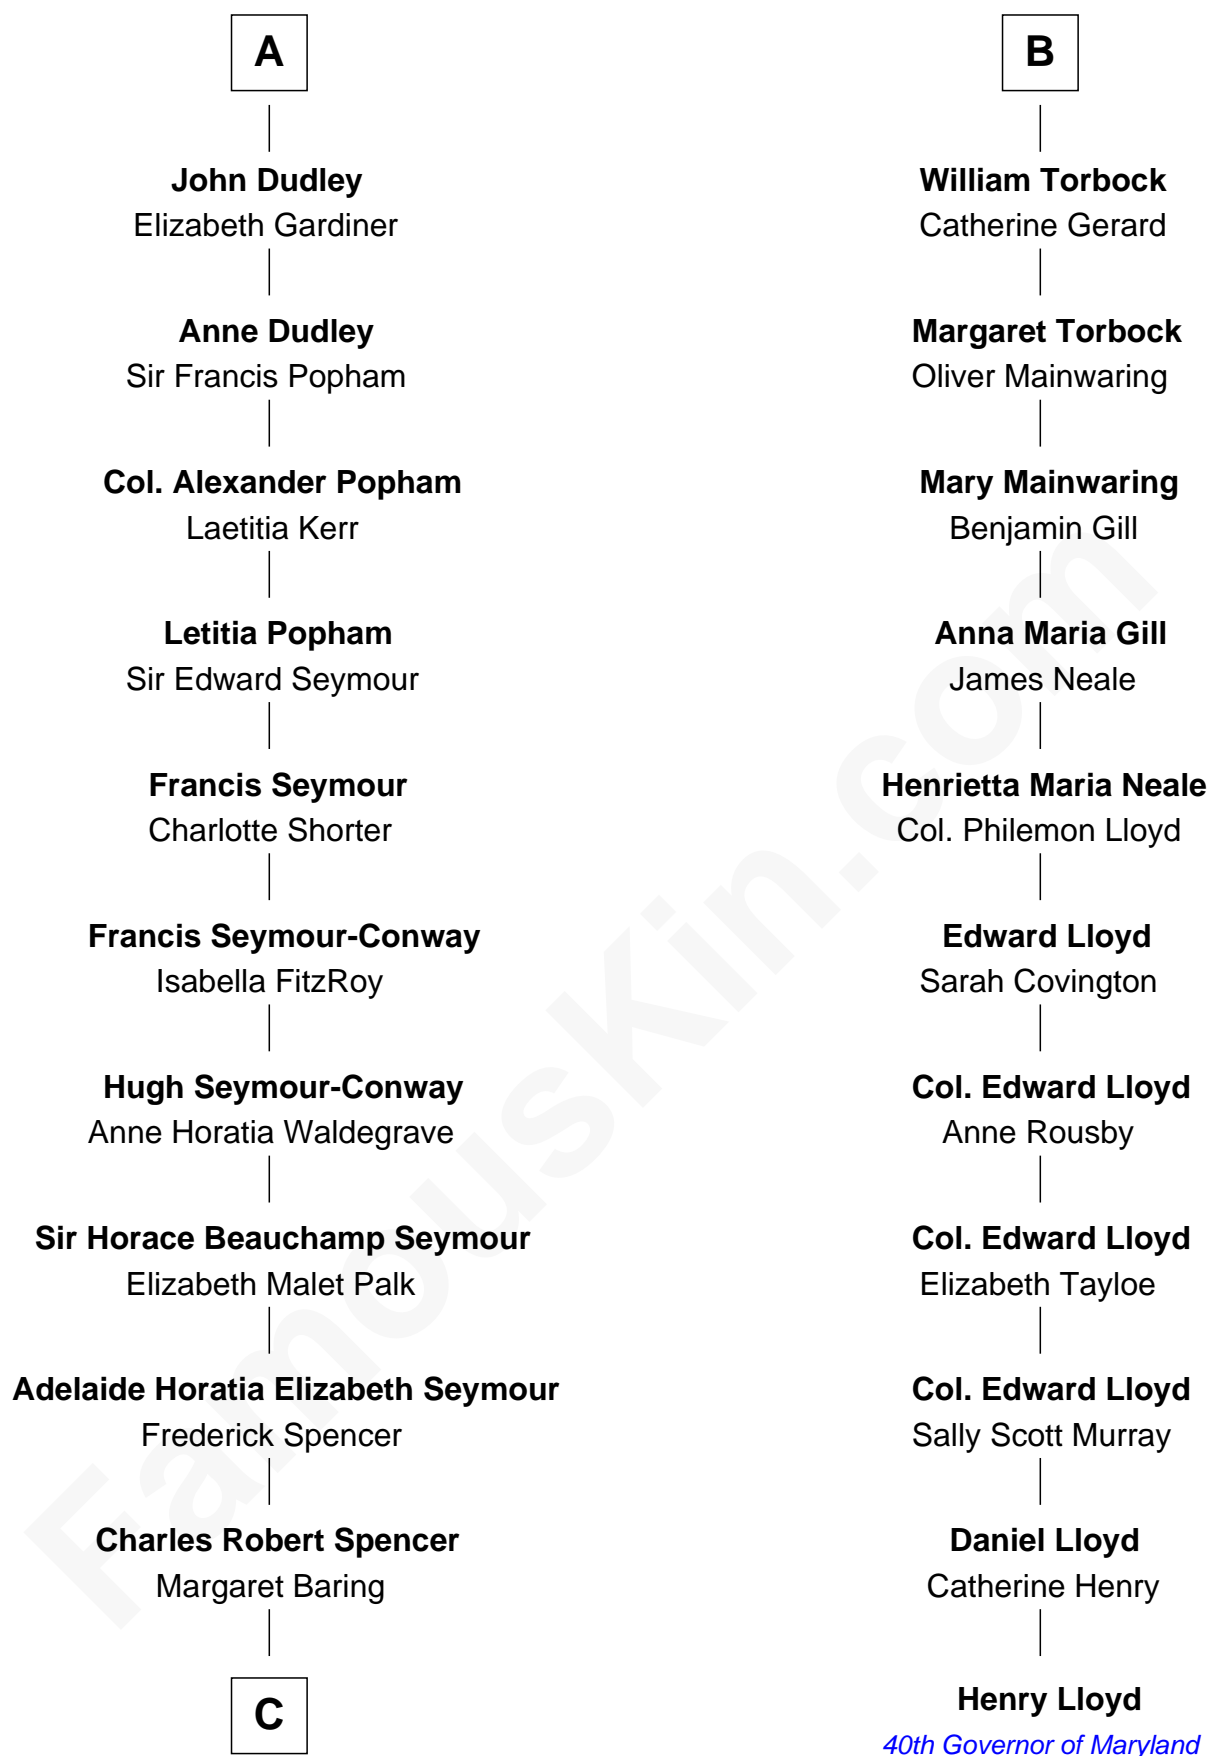 A
John Dudley
Elizabeth Gardiner
Anne Dudley
Sir Francis Popham
Col. Alexander Popham
Laetitia Kerr
Letitia Popham
Sir Edward Seymour
Francis Seymour
Charlotte Shorter
Francis Seymour-Conway
Isabella FitzRoy
Hugh Seymour-Conway
Anne Horatia Waldegrave
Sir Horace Beauchamp Seymour
Elizabeth Malet Palk
Adelaide Horatia Elizabeth Seymour
Frederick Spencer
Charles Robert Spencer
Margaret Baring
C
B
William Torbock
Catherine Gerard
Margaret Torbock
Oliver Mainwaring
Mary Mainwaring
Benjamin Gill
Anna Maria Gill
James Neale
Henrietta Maria Neale
Col. Philemon Lloyd
Edward Lloyd
Sarah Covington
Col. Edward Lloyd
Anne Rousby
Col. Edward Lloyd
Elizabeth Tayloe
Col. Edward Lloyd
Sally Scott Murray
Daniel Lloyd
Catherine Henry
Henry Lloyd
40th Governor of Maryland
FamousKin.com